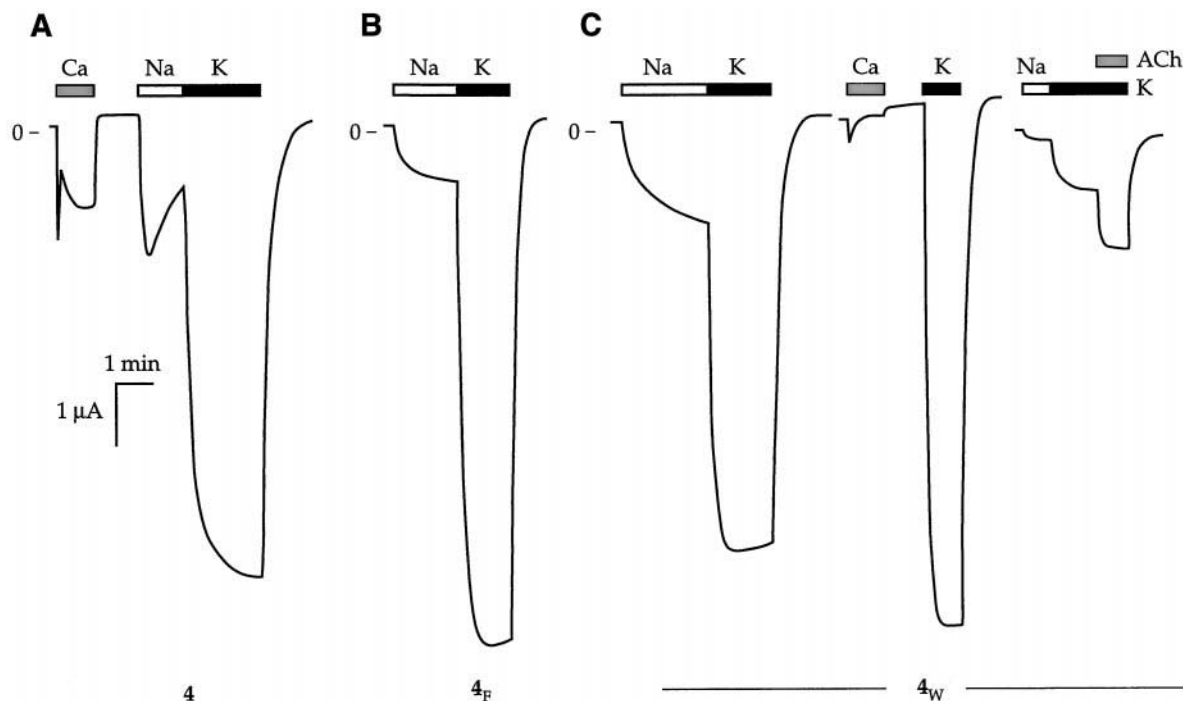 A B C
Ca Na K Na K Na K Ca K Na ACh
K
0 – 0 – 0 –
1 min
1 μA
4 4F 4W